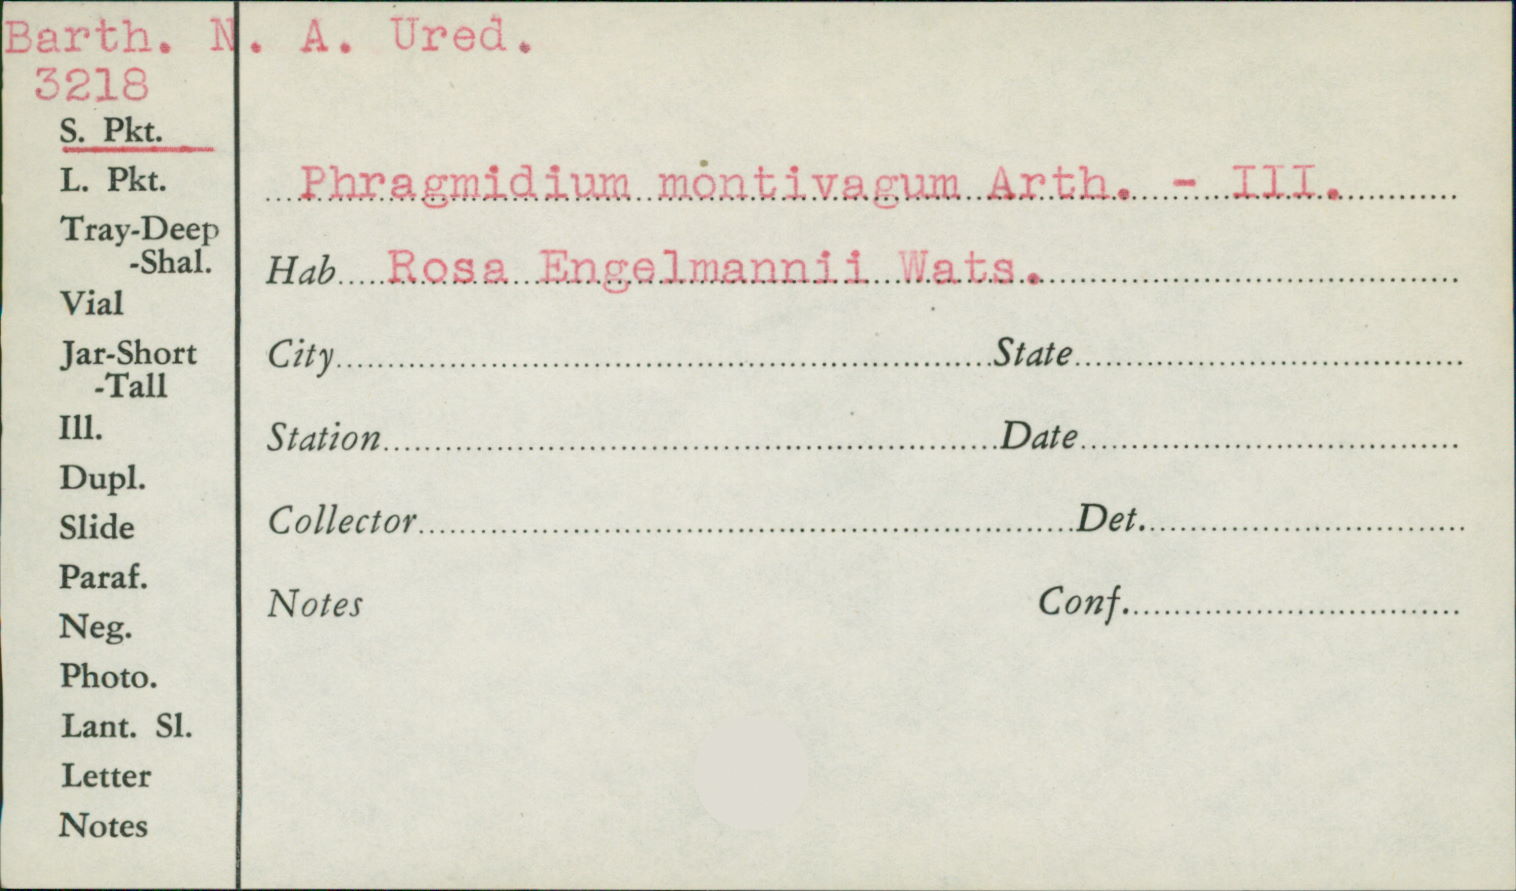 Barth. N. A. Ured.
3218
S. Pkt.
L. Pkt.
Tray-Deep
-Shal.
Vial
Jar-Short
-Tall
Ill.
Dupl.
Slide
Paraf.
Neg.
Photo.
Lant. Sl.
Letter
Notes
Phragmidium montivagum Arth. - III.
Hab Rosa Engelmannii Wats.
City State
Station Date
Collector Det.
Notes Conf.